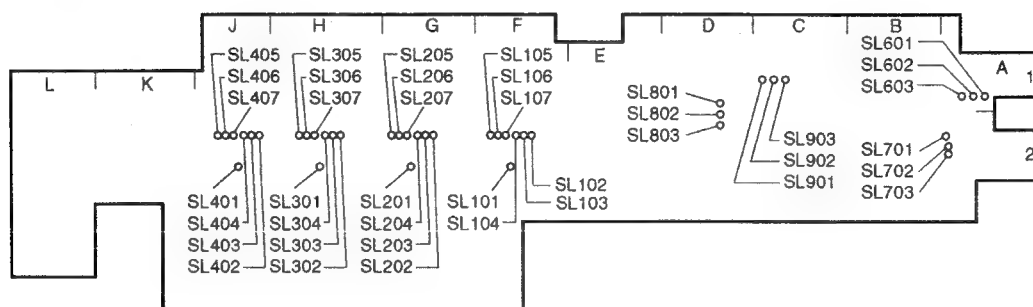 L K J H G F E D C B A
1
2
SL405 SL305 SL205 SL105
SL406 SL306 SL206 SL106
SL407 SL307 SL207 SL107
SL801
SL802
SL803
SL903
SL902
SL901
SL601
SL602
SL603
SL701
SL702
SL703
SL102
SL103
SL401 SL301 SL201 SL101
SL404 SL304 SL204 SL104
SL403 SL303 SL203
SL402 SL302 SL202